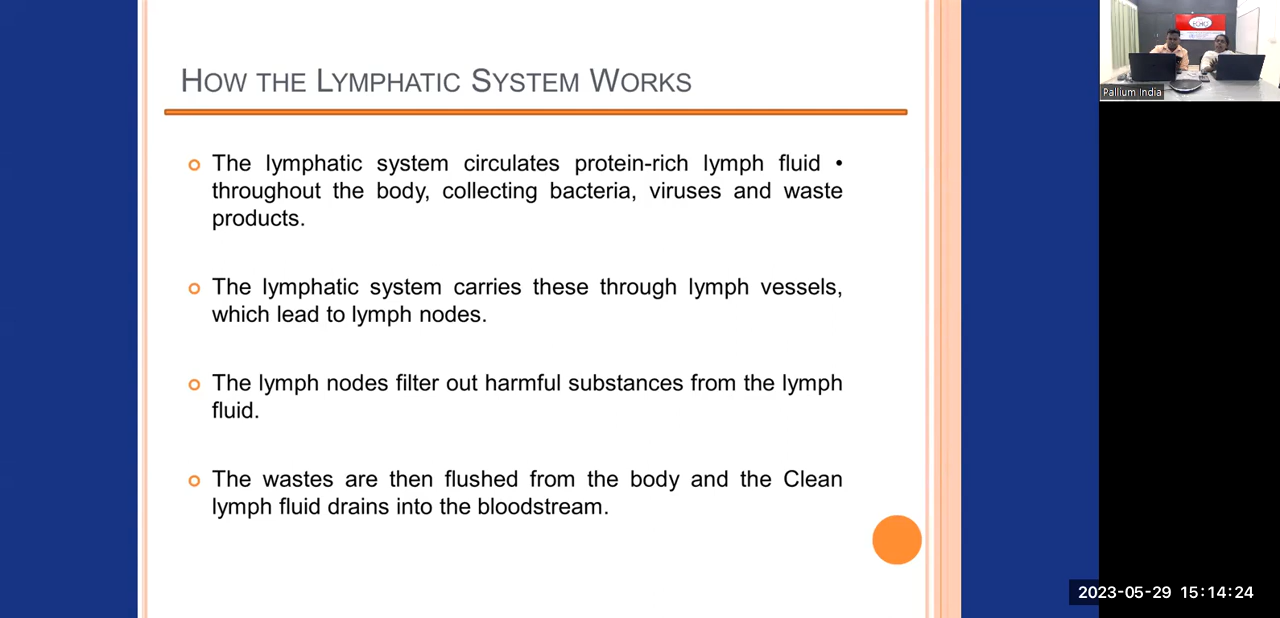 HOW THE LYMPHATIC SYSTEM WORKS
The lymphatic system circulates protein-rich lymph fluid •
throughout the body, collecting bacteria, viruses and waste
products.
The lymphatic system carries these through lymph vessels,
which lead to lymph nodes.
The lymph nodes filter out harmful substances from the lymph
fluid.
The wastes are then flushed from the body and the Clean
lymph fluid drains into the bloodstream.
ECHO
Pallium India
2023-05-29 15:14:24